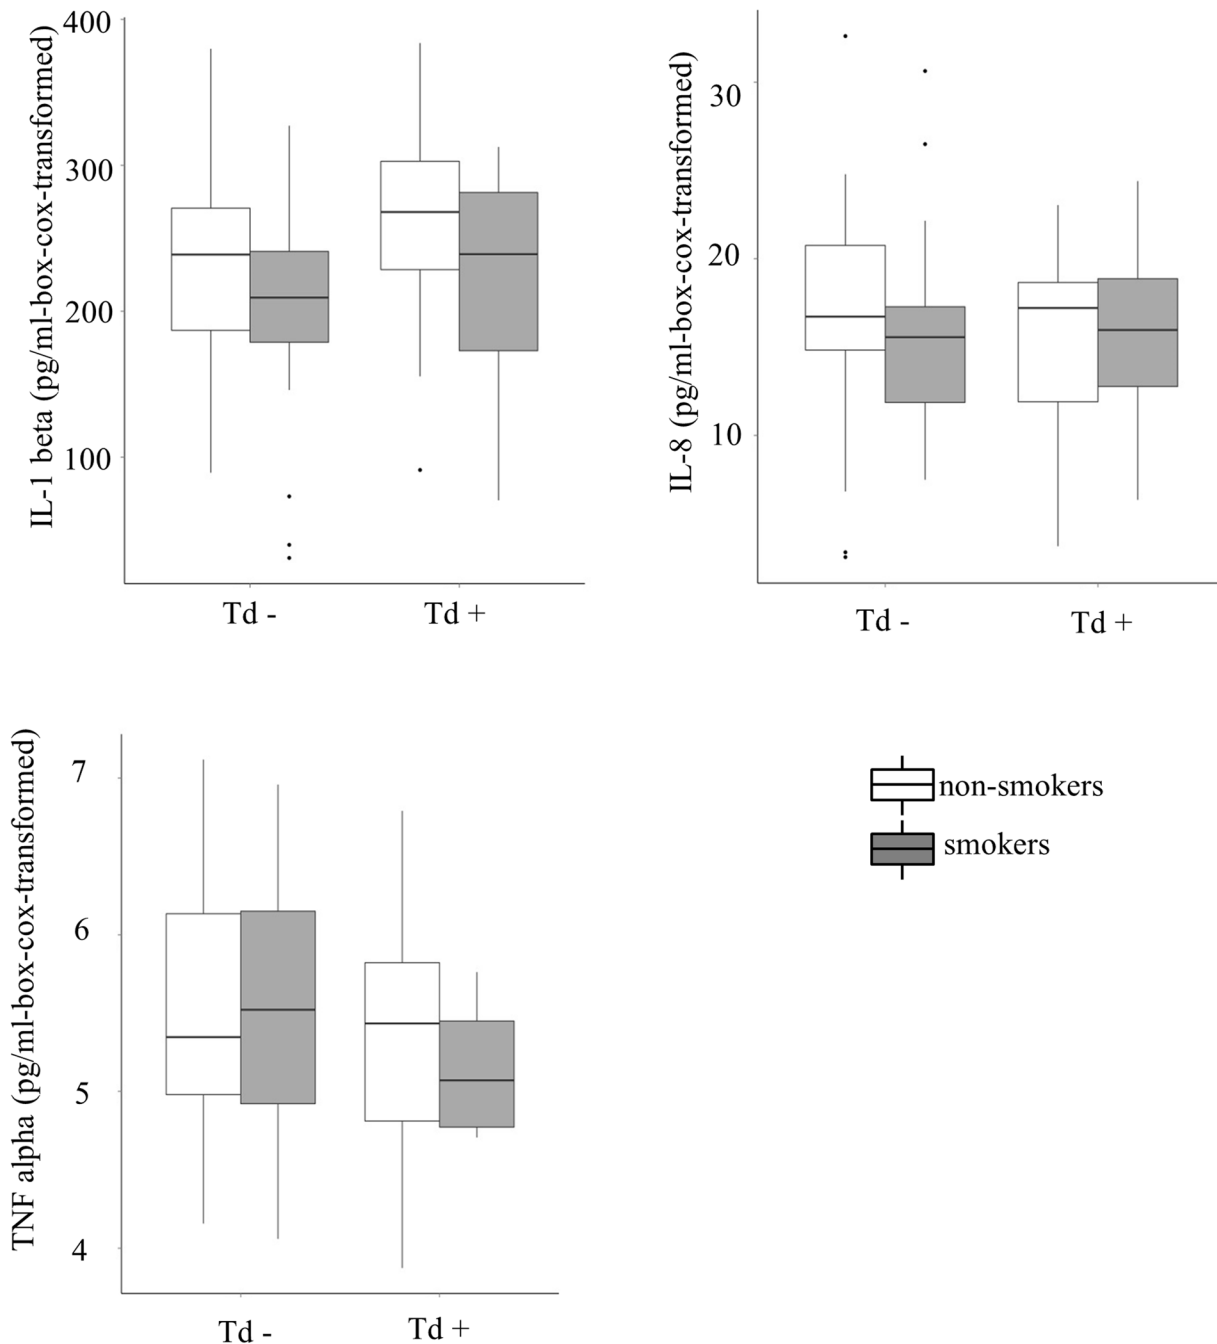 IL-1 beta (pg/ml-box-cox-transformed)
400
300
200
100
Td -
Td +
IL-8 (pg/ml-box-cox-transformed)
30
20
10
Td -
Td +
TNF alpha (pg/ml-box-cox-transformed)
7
6
5
4
Td -
Td +
non-smokers
smokers